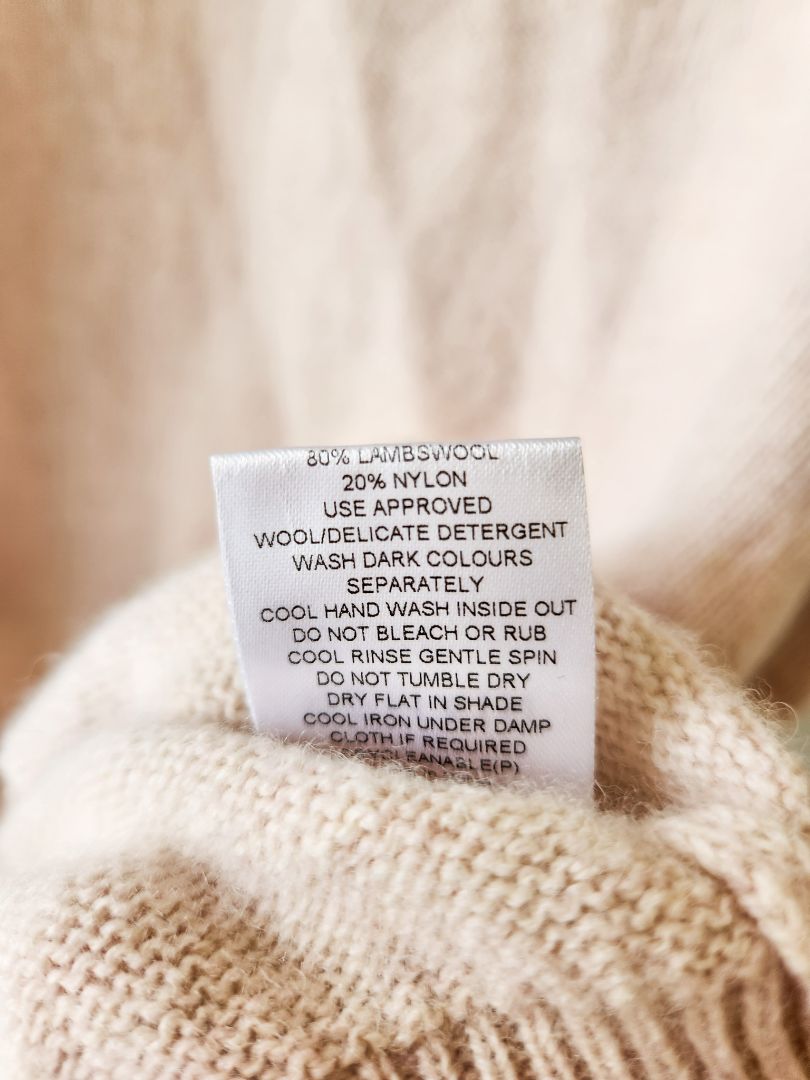 80% LAMBSWOOL
20% NYLON
USE APPROVED
WOOL/DELICATE DETERGENT
WASH DARK COLOURS
SEPARATELY
COOL HAND WASH INSIDE OUT
DO NOT BLEACH OR RUB
COOL RINSE GENTLE SPIN
DO NOT TUMBLE DRY
DRY FLAT IN SHADE
COOL IRON UNDER DAMP
CLOTH IF REQUIRED